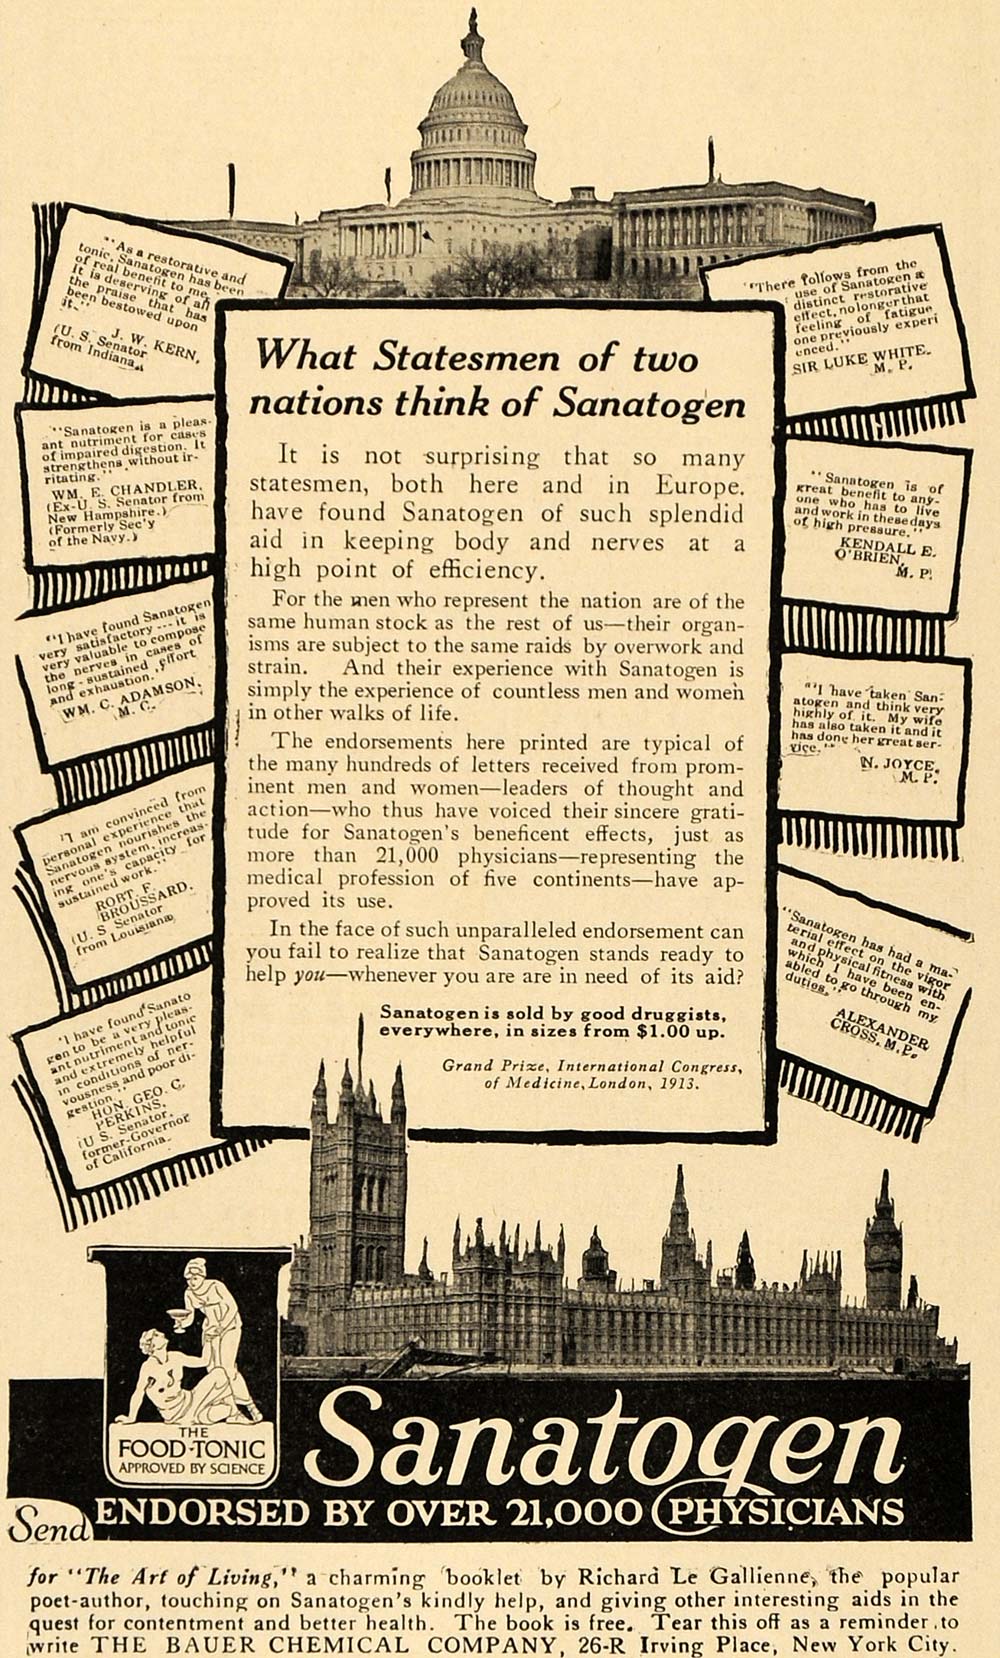 "As a restorative and
tonic, Sanatogen has been
of real benefit to me.
It is deserving of all
the praise that has
been bestowed upon
it."
J. W. KERN,
(U. S. Senator
from Indiana.)
"Sanatogen is a pleas-
ant nutriment for cases
of impaired digestion. It
strengthens without ir-
ritating."
WM. E. CHANDLER,
(Ex-U. S. Senator from
New Hampshire.)
(Formerly Sec'y
of the Navy.)
"I have found Sanatogen
very satisfactory---it is
very valuable to compose
the nerves in cases of
long-sustained effort
and exhaustion."
WM. C. ADAMSON,
M. C.
"I am convinced from
personal experience that
Sanatogen nourishes the
nervous system, increas-
ing one's capacity for
sustained work."
ROBT. F.
BROUSSARD,
(U. S. Senator
from Louisiana)
"I have found Sanato
gen to be a very pleas-
ant nutriment and tonic
and extremely helpful
in conditions of ner-
vousness and poor di-
gestion."
HON. GEO. C.
PERKINS,
(U. S. Senator,
former-Governor
of California.
What Statesmen of two
nations think of Sanatogen
It is not surprising that so many
statesmen, both here and in Europe.
have found Sanatogen of such splendid
aid in keeping body and nerves at a
high point of efficiency.
For the men who represent the nation are of the
same human stock as the rest of us—their organ-
isms are subject to the same raids by overwork and
strain. And their experience with Sanatogen is
simply the experience of countless men and women
in other walks of life.
The endorsements here printed are typical of
the many hundreds of letters received from prom-
inent men and women—leaders of thought and
action—who thus have voiced their sincere grati-
tude for Sanatogen's beneficent effects, just as
more than 21,000 physicians—representing the
medical profession of five continents—have ap-
proved its use.
In the face of such unparalleled endorsement can
you fail to realize that Sanatogen stands ready to
help you—whenever you are are in need of its aid?
Sanatogen is sold by good druggists,
everywhere, in sizes from $1.00 up.
Grand Prize, International Congress,
of Medicine, London, 1913.
"There follows from the
use of Sanatogen a
distinct restorative
effect, no longer that
feeling of fatigue
one previously experi
enced."
SIR LUKE WHITE.
M. P.
"Sanatogen is of
great benefit to any-
one who has to live
and work in these days
of high pressure."
KENDALL E.
O'BRIEN,
M. P.
"I have taken San-
atogen and think very
highly of it. My wife
has also taken it and it
has done her great ser-
vice."
N. JOYCE,
M. P.
"Sanatogen has had a ma-
terial effect on the vigor
and physical fitness with
which I have been en-
abled to go through my
duties."
ALEXANDER
CROSS, M. P.
THE
FOOD-TONIC
APPROVED BY SCIENCE
Sanatogen
ENDORSED BY OVER 21,000 PHYSICIANS
Send
for "The Art of Living," a charming booklet by Richard Le Gallienne, the popular
poet-author, touching on Sanatogen's kindly help, and giving other interesting aids in the
quest for contentment and better health. The book is free. Tear this off as a reminder to
write THE BAUER CHEMICAL COMPANY, 26-R Irving Place, New York City.